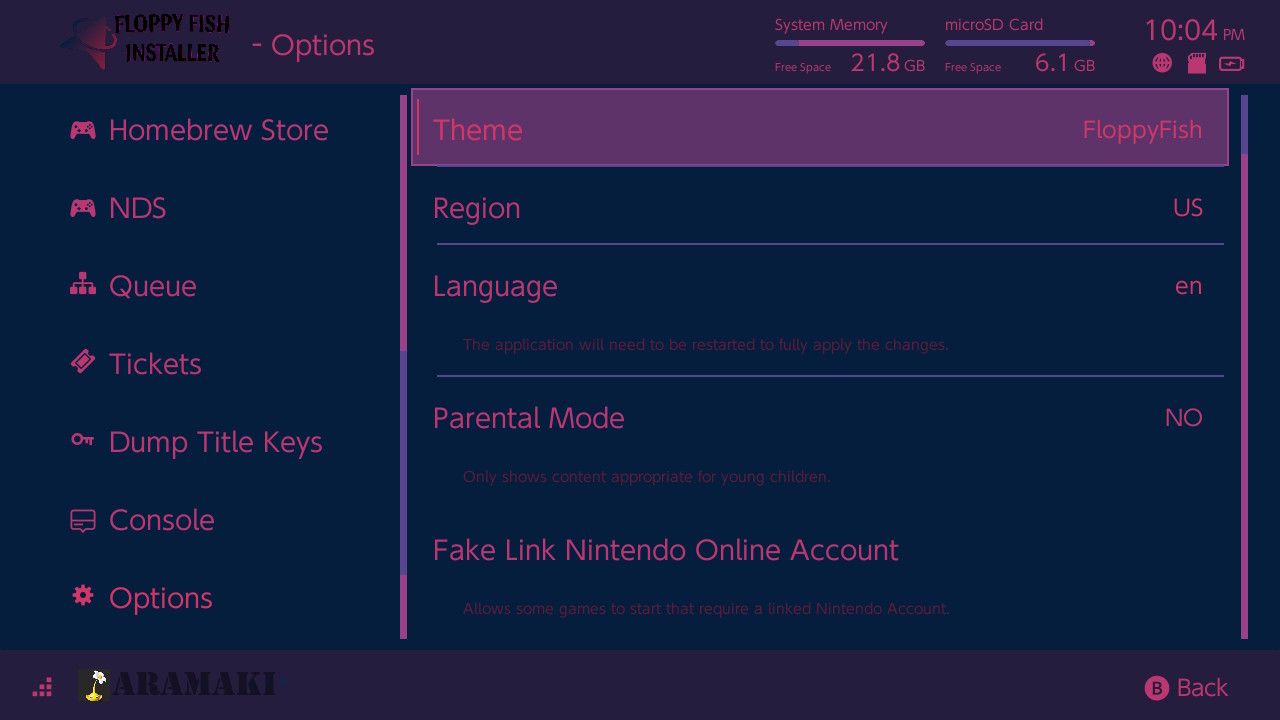 FLOPPY FISH
INSTALLER
- Options
System Memory
Free Space 21.8 GB
microSD Card
Free Space 6.1 GB
10:04 PM
Homebrew Store
NDS
Queue
Tickets
Dump Title Keys
Console
Options
Theme FloppyFish
Region US
Language en
The application will need to be restarted to fully apply the changes.
Parental Mode NO
Only shows content appropriate for young children.
Fake Link Nintendo Online Account
Allows some games to start that require a linked Nintendo Account.
ARAMAKI
B Back